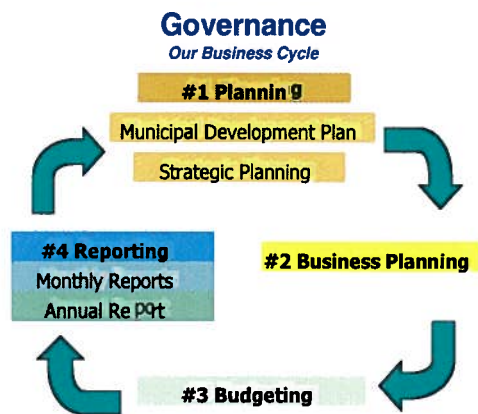 Governance
Our Business Cycle
#1 Planning
Municipal Development Plan
Strategic Planning
#2 Business Planning
#3 Budgeting
#4 Reporting
Monthly Reports
Annual Report